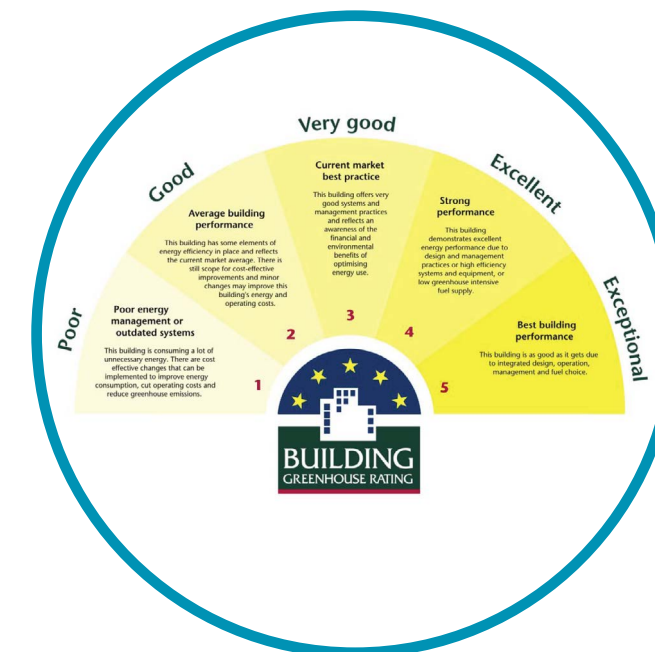 Poor
Poor energy
management or
outdated systems
This building is consuming a lot of
unnecessary energy. There are cost
effective changes that can be
implemented to improve energy
consumption, cut operating costs and
reduce greenhouse emissions.
1
Good
Average building
performance
This building has some elements of
energy efficiency in place and reflects
the current market average. There is
still scope for cost-effective
improvements and minor
changes may improve this
building's energy and
operating costs.
2
Very good
Current market
best practice
This building offers very
good systems and
management practices
and reflects an
awareness of the
financial and
environmental
benefits of
optimising
energy use.
3
Excellent
Strong
performance
This building
demonstrates excellent
energy performance due to
design and management
practices or high efficiency
systems and equipment, or
low greenhouse intensive
fuel supply.
4
Exceptional
Best building
performance
This building is as good as it gets due
to integrated design, operation,
management and fuel choice.
5
BUILDING
GREENHOUSE RATING